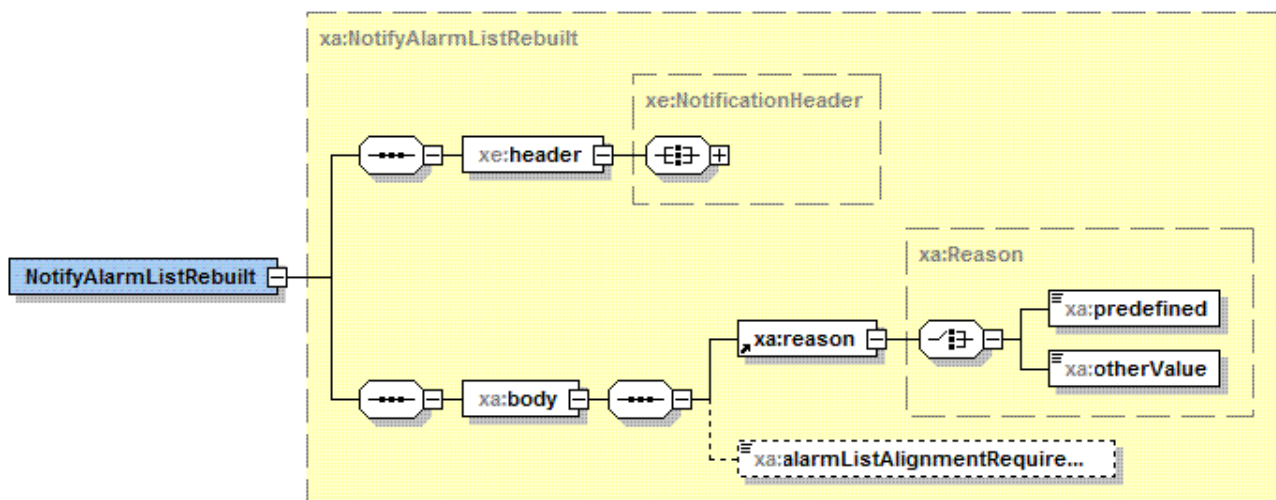 xa:NotifyAlarmListRebuilt
xe:NotificationHeader
xe:header
NotifyAlarmListRebuilt
xa:Reason
xa:predefined
xa:reason
xa:otherValue
xa:body
xa:alarmListAlignmentRequire...